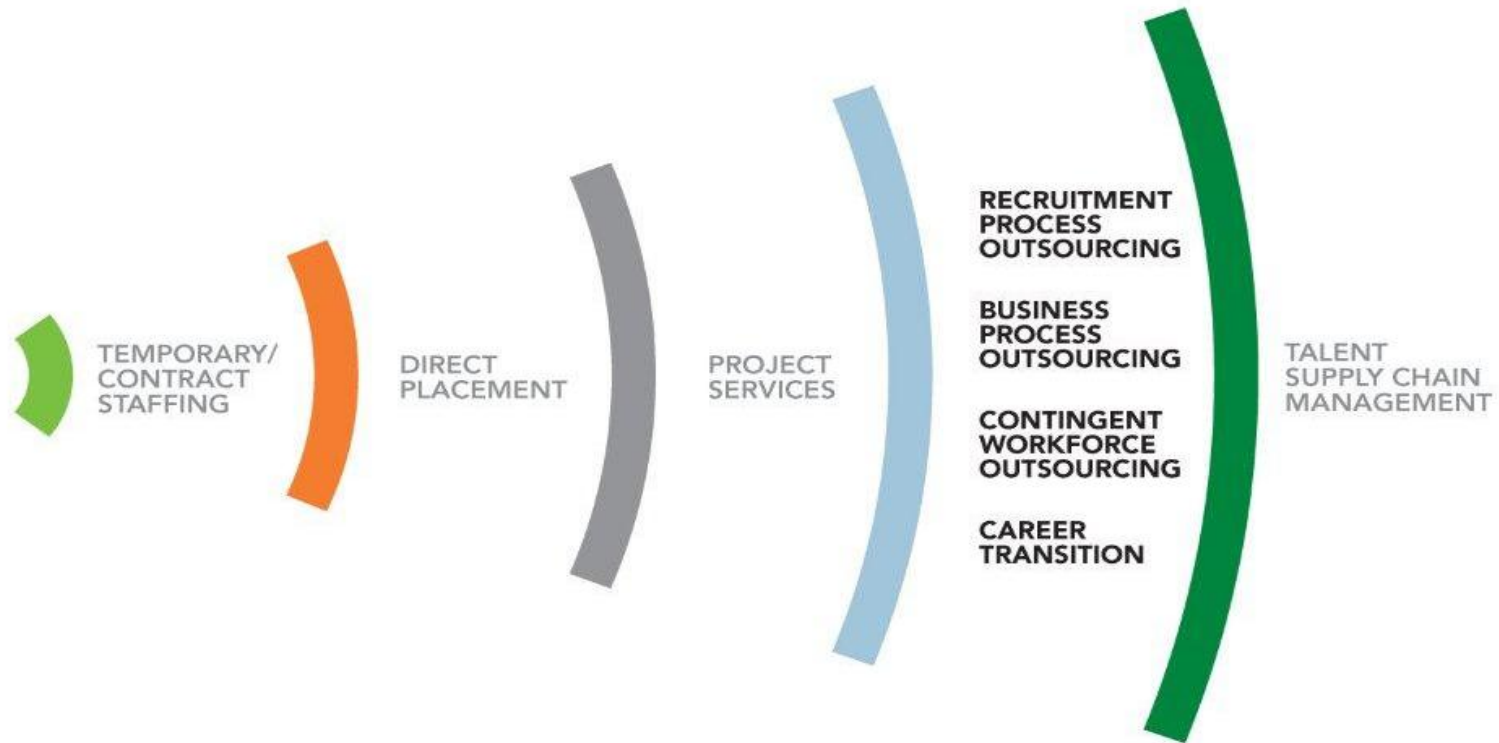 TEMPORARY/
CONTRACT
STAFFING
DIRECT
PLACEMENT
PROJECT
SERVICES
RECRUITMENT
PROCESS
OUTSOURCING
BUSINESS
PROCESS
OUTSOURCING
CONTINGENT
WORKFORCE
OUTSOURCING
CAREER
TRANSITION
TALENT
SUPPLY CHAIN
MANAGEMENT